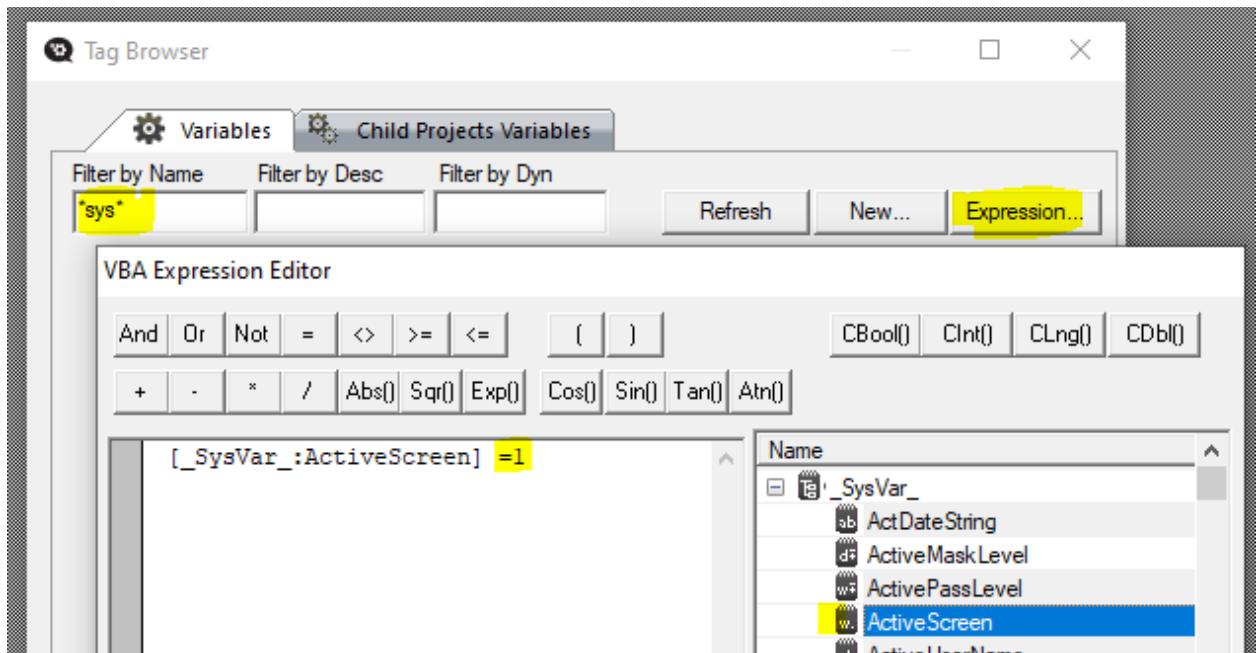 Tag Browser
Variables Child Projects Variables
Filter by Name Filter by Desc Filter by Dyn
*sys* Refresh New... Expression...
VBA Expression Editor
And Or Not = <> >= <= ( ) CBool() CInt() CLng() CDbl()
+ - * / Abs() Sqr() Exp() Cos() Sin() Tan() Atn()
[_SysVar_:ActiveScreen] =1
Name
_SysVar_
ActDateString
ActiveMaskLevel
ActivePassLevel
ActiveScreen
ActiveUserName